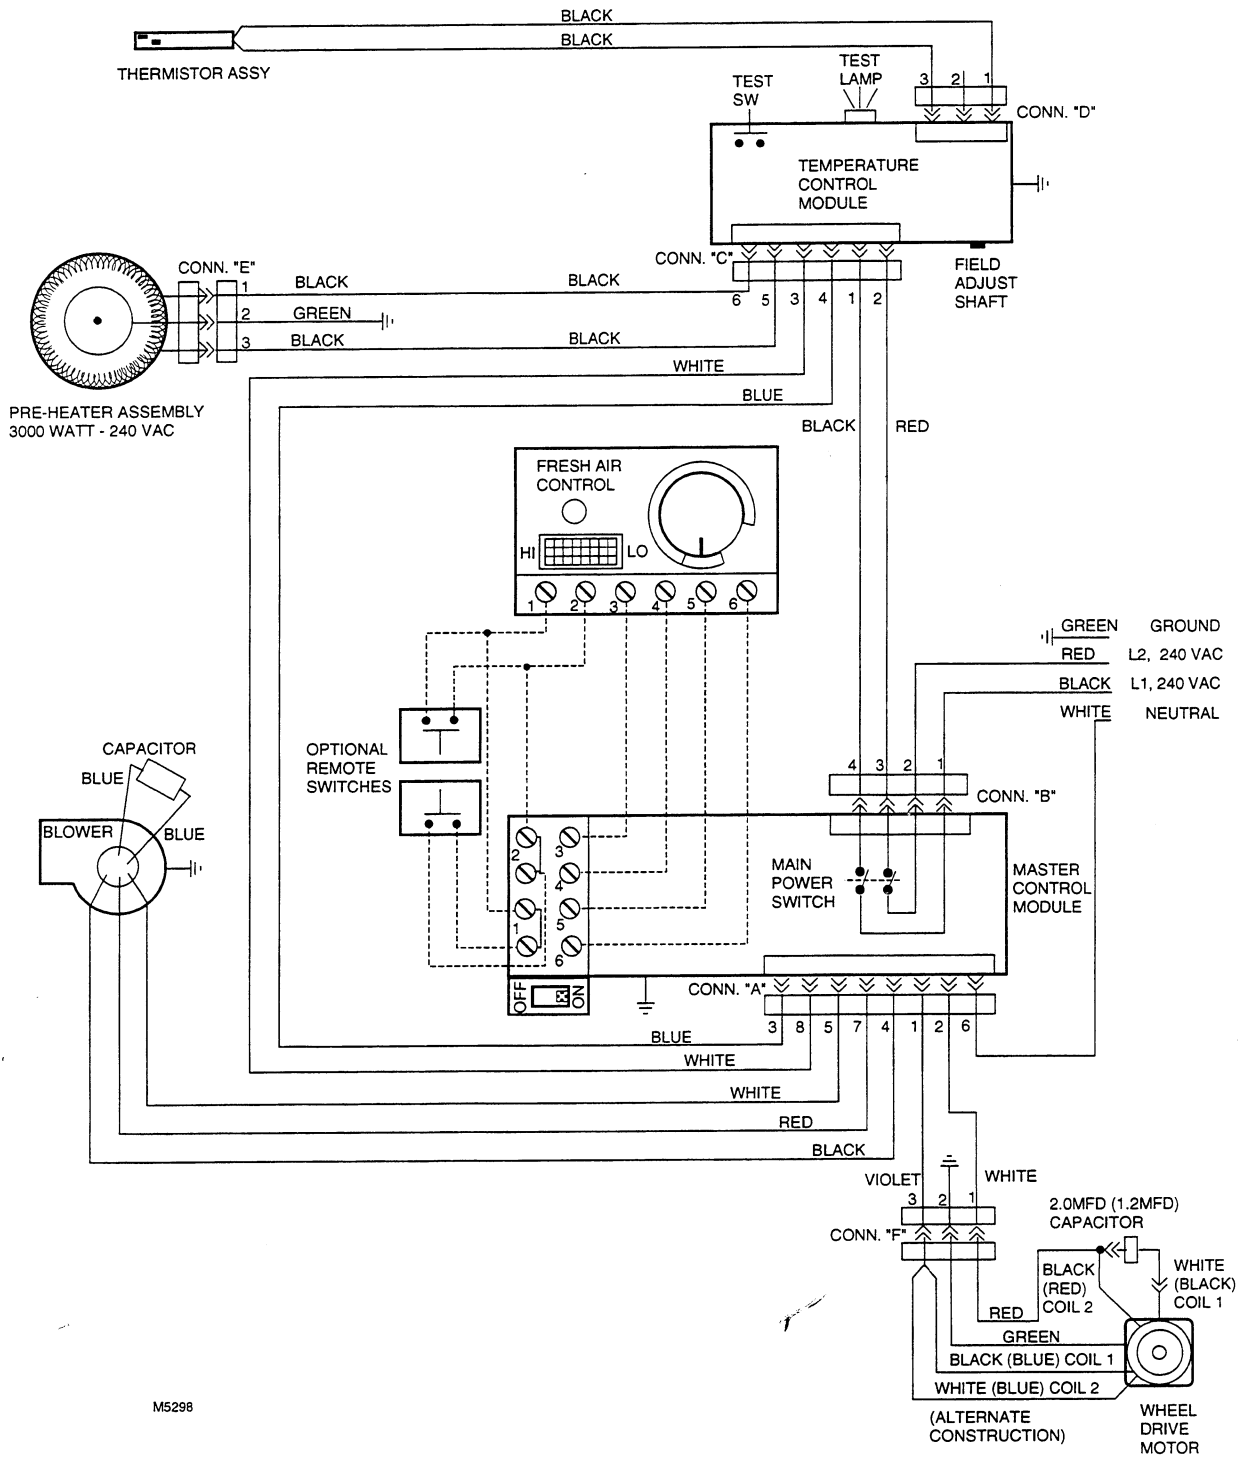 BLACK
BLACK
THERMISTOR ASSY
TEST
SW
TEST
LAMP
3 2 1
CONN. "D"
TEMPERATURE
CONTROL
MODULE
CONN. "C"
6 5 3 4 1 2
FIELD
ADJUST
SHAFT
CONN. "E"
1
BLACK
BLACK
2
GREEN
3
BLACK
BLACK
WHITE
BLUE
BLACK
RED
PRE-HEATER ASSEMBLY
3000 WATT - 240 VAC
FRESH AIR
CONTROL
HI
LO
1 2 3 4 5 6
GREEN GROUND
RED L2, 240 VAC
BLACK L1, 240 VAC
WHITE NEUTRAL
OPTIONAL
REMOTE
SWITCHES
CAPACITOR
BLUE
BLUE
BLOWER
4 3 2 1
CONN. "B"
MAIN
POWER
SWITCH
MASTER
CONTROL
MODULE
2 3
4
1 5
6
OFF
ON
CONN. "A"
3 8 5 7 4 1 2 6
BLUE
WHITE
WHITE
RED
BLACK
VIOLET
WHITE
3 2 1
CONN. "F"
2.0MFD (1.2MFD)
CAPACITOR
BLACK
(RED)
COIL 2
WHITE
(BLACK)
COIL 1
RED
GREEN
BLACK (BLUE) COIL 1
WHITE (BLUE) COIL 2
(ALTERNATE
CONSTRUCTION)
WHEEL
DRIVE
MOTOR
M5298